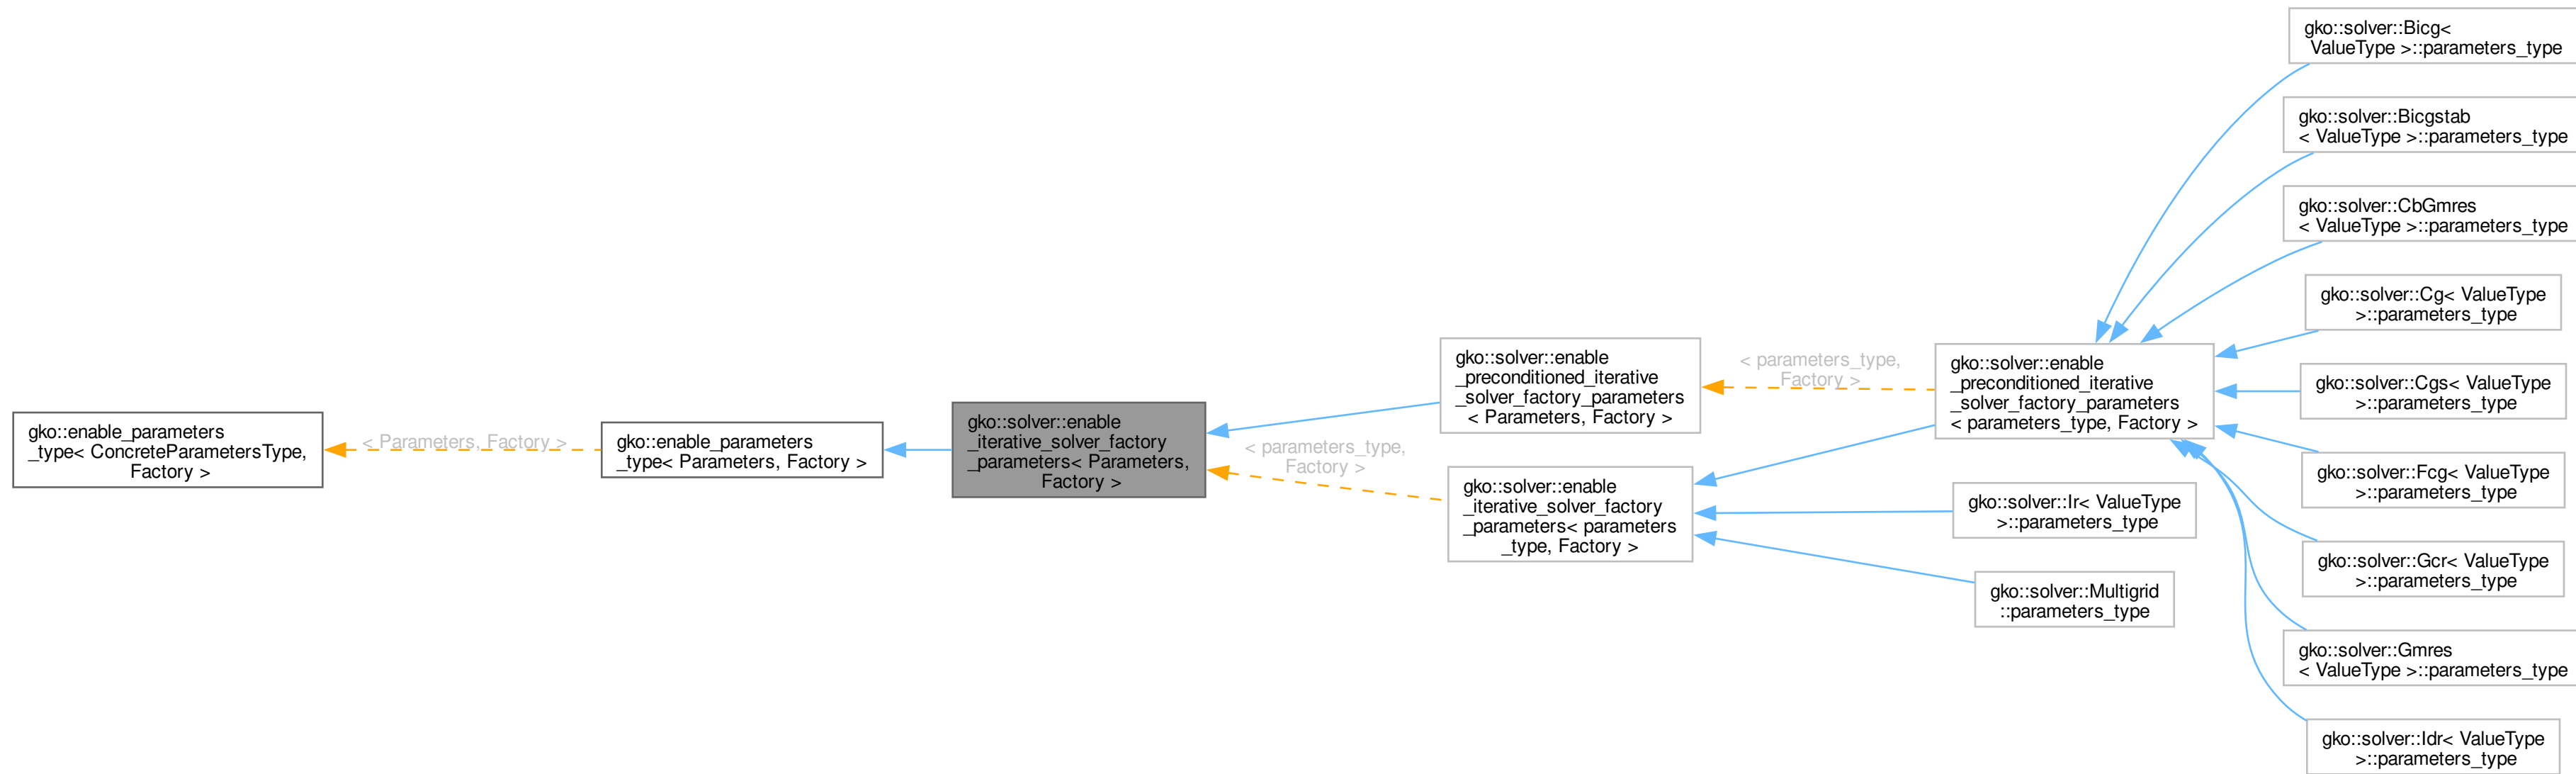 gko::enable_parameters
_type< ConcreteParametersType,
Factory >
< Parameters, Factory >
gko::enable_parameters
_type< Parameters, Factory >
gko::solver::enable
_iterative_solver_factory
_parameters< Parameters,
Factory >
gko::solver::enable
_preconditioned_iterative
_solver_factory_parameters
< Parameters, Factory >
< parameters_type,
Factory >
gko::solver::enable
_iterative_solver_factory
_parameters< parameters
_type, Factory >
< parameters_type,
Factory >
gko::solver::enable
_preconditioned_iterative
_solver_factory_parameters
< parameters_type, Factory >
gko::solver::Ir< ValueType
>::parameters_type
gko::solver::Multigrid
::parameters_type
gko::solver::Bicg<
ValueType >::parameters_type
gko::solver::Bicgstab
< ValueType >::parameters_type
gko::solver::CbGmres
< ValueType >::parameters_type
gko::solver::Cg< ValueType
>::parameters_type
gko::solver::Cgs< ValueType
>::parameters_type
gko::solver::Fcg< ValueType
>::parameters_type
gko::solver::Gcr< ValueType
>::parameters_type
gko::solver::Gmres
< ValueType >::parameters_type
gko::solver::Idr< ValueType
>::parameters_type